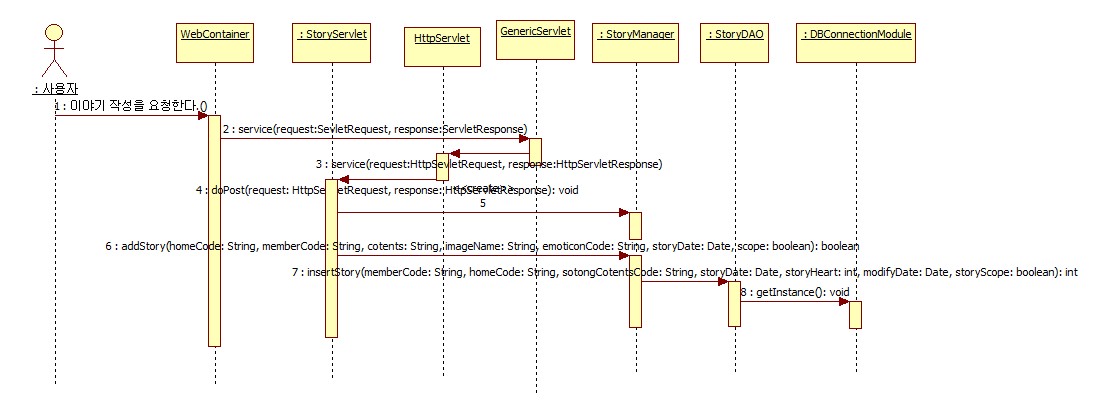 WebContainer
: StoryServlet
HttpServlet
GenericServlet
: StoryManager
: StoryDAO
: DBConnectionModule
: 사용자
1 : 이야기 작성을 요청한다.()
2 : service(request:SevletRequest, response:ServletResponse)
3 : service(request:HttpSevletRequest, response:HttpServletResponse)
4 : doPost(request: HttpSevletRequest, response: HttpServletResponse): void
<<create>>
5
6 : addStory(homeCode: String, memberCode: String, cotents: String, imageName: String, emoticonCode: String, storyDate: Date, scope: boolean): boolean
7 : insertStory(memberCode: String, homeCode: String, sotongCotentsCode: String, storyDate: Date, storyHeart: int, modifyDate: Date, storyScope: boolean): int
8 : getInstance(): void